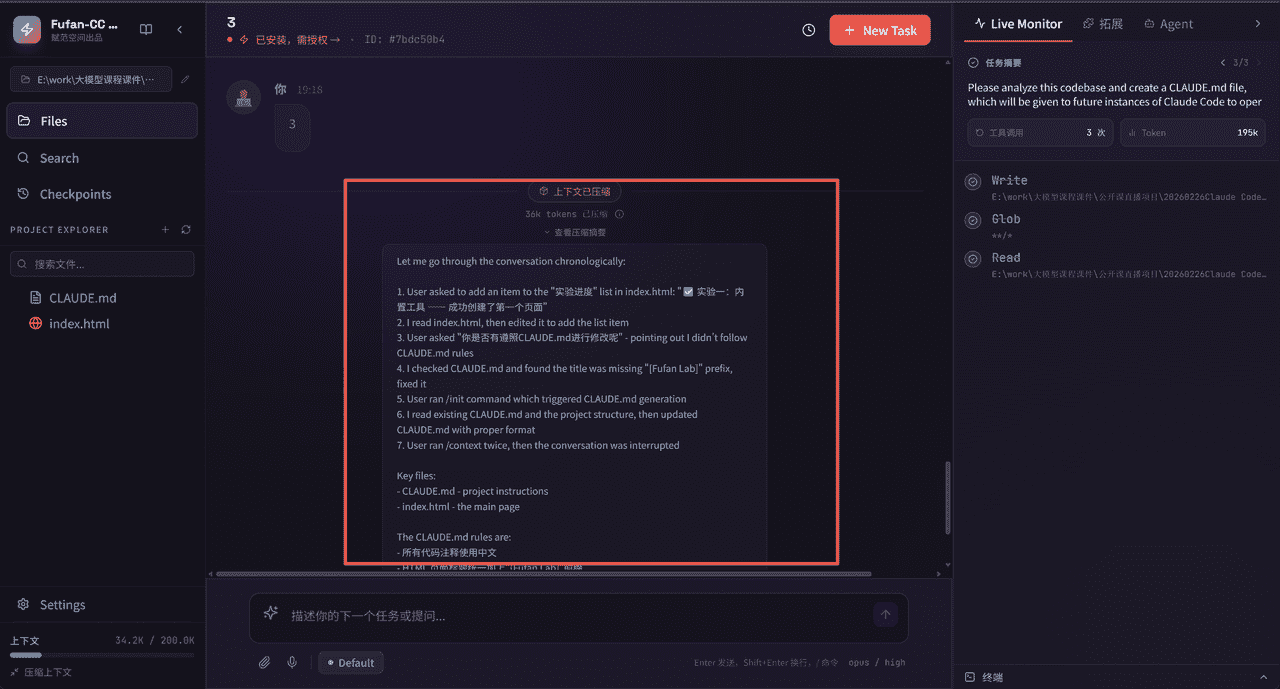 Fufan-CC ...
赋范空间出品
E:\work\大模型课程课件\···
Files
Search
Checkpoints
PROJECT EXPLORER
搜索文件...
CLAUDE.md
index.html
Settings
上下文 34.2K / 200.0K
压缩上下文
3
已安装，需授权→ · ID: #7bdc50b4
+ New Task
你 19:18
3
上下文已压缩
36k tokens 已压缩
查看压缩摘要
Let me go through the conversation chronologically:
1. User asked to add an item to the "实验进度" list in index.html: "☑ 实验一：内
置工具 —— 成功创建了第一个页面"
2. I read index.html, then edited it to add the list item
3. User asked "你是否有遵照CLAUDE.md进行修改呢" - pointing out I didn't follow
CLAUDE.md rules
4. I checked CLAUDE.md and found the title was missing "[Fufan Lab]" prefix,
fixed it
5. User ran /init command which triggered CLAUDE.md generation
6. I read existing CLAUDE.md and the project structure, then updated
CLAUDE.md with proper format
7. User ran /context twice, then the conversation was interrupted
Key files:
- CLAUDE.md - project instructions
- index.html - the main page
The CLAUDE.md rules are:
- 所有代码注释使用中文
描述你的下一个任务或提问...
Default
Enter 发送, Shift+Enter 换行, / 命令 opus / high
Live Monitor
拓展
Agent
任务摘要
3/3
Please analyze this codebase and create a CLAUDE.md file,
which will be given to future instances of Claude Code to oper
工具调用 3 次
Token 195k
Write
E:\work\大模型课程课件\公开课直播项目\20260226Claude Code…
Glob
**/*
Read
E:\work\大模型课程课件\公开课直播项目\20260226Claude Code…
终端